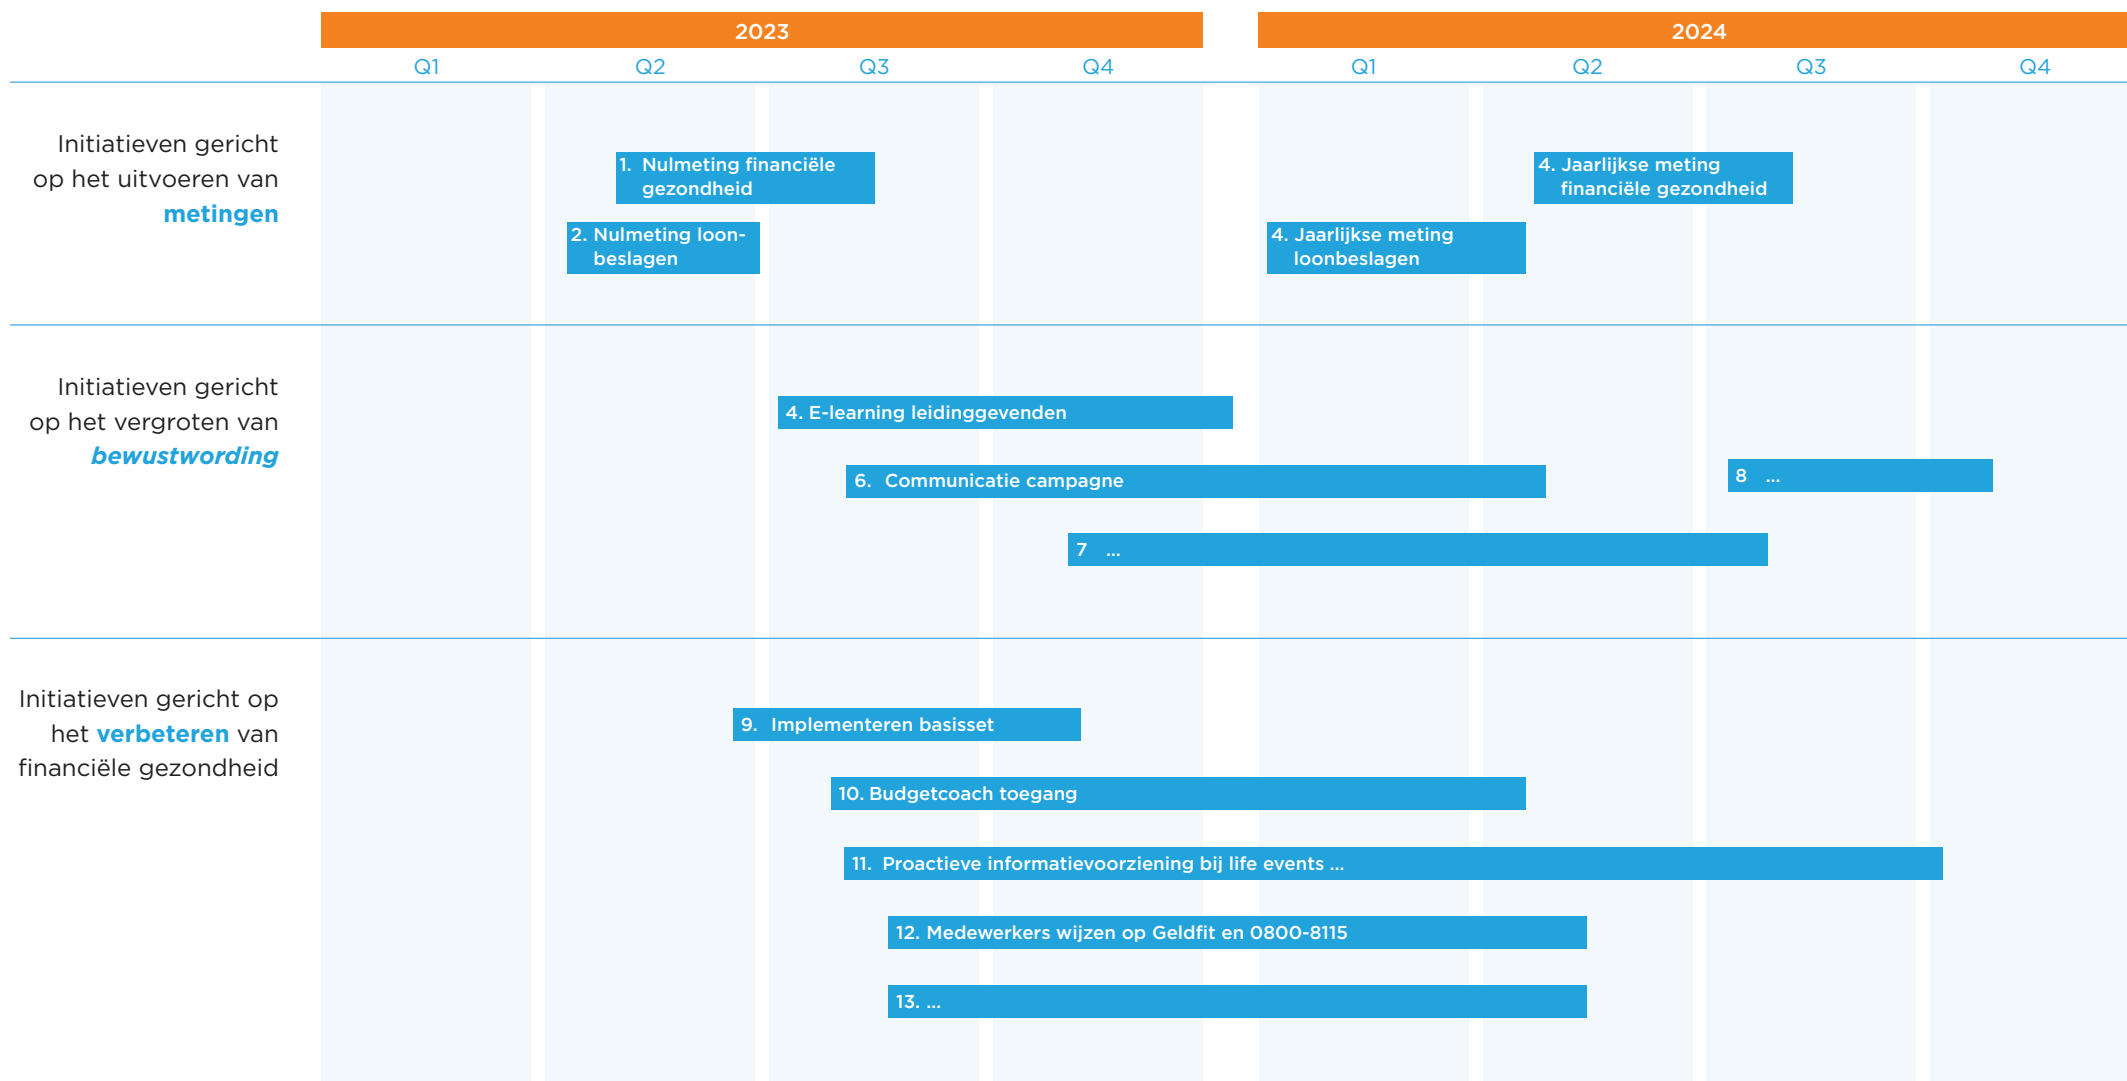 2023
2024
Q1
Q2
Q3
Q4
Q1
Q2
Q3
Q4
Initiatieven gericht
op het uitvoeren van
metingen
1. Nulmeting financiële
gezondheid
4. Jaarlijkse meting
financiële gezondheid
2. Nulmeting loon-
beslagen
4. Jaarlijkse meting
loonbeslagen
Initiatieven gericht
op het vergroten van
bewustwording
4. E-learning leidinggevenden
6. Communicatie campagne
8 ...
7 ...
Initiatieven gericht op
het verbeteren van
financiële gezondheid
9. Implementeren basisset
10. Budgetcoach toegang
11. Proactieve informatievoorziening bij life events ...
12. Medewerkers wijzen op Geldfit en 0800-8115
13. ...